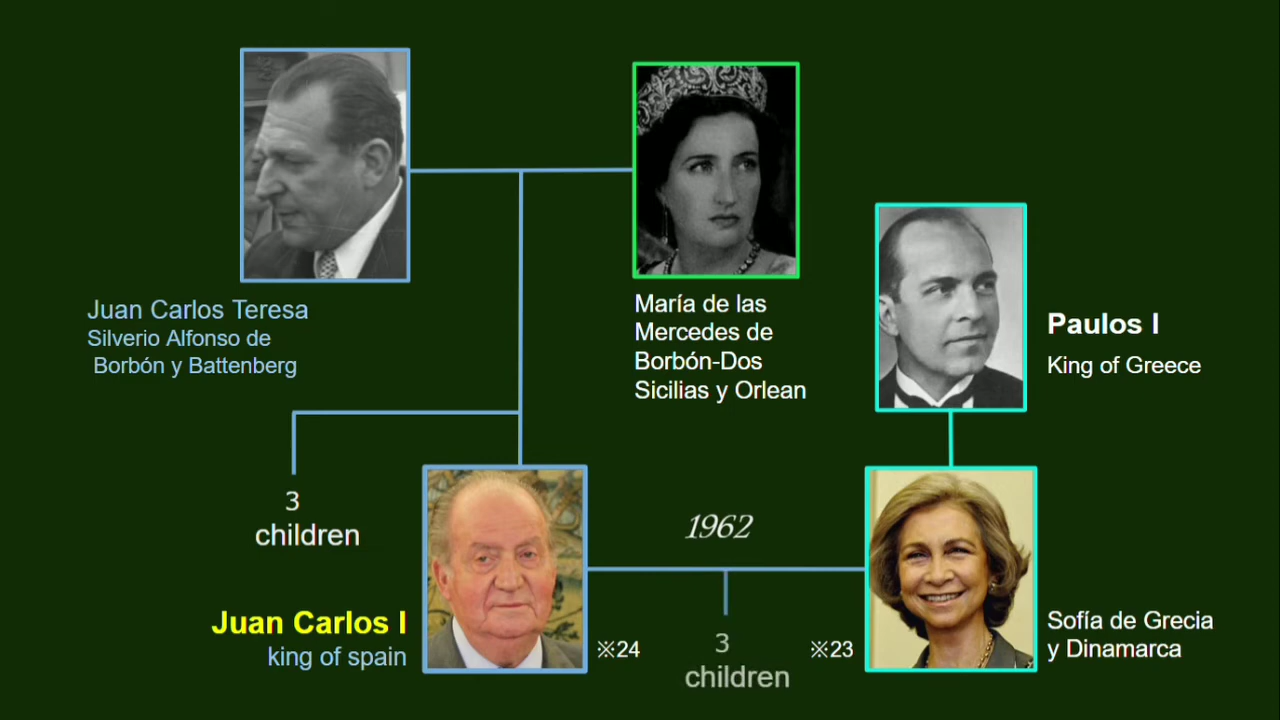 Juan Carlos Teresa
Silverio Alfonso de
Borbón y Battenberg
María de las
Mercedes de
Borbón-Dos
Sicilias y Orlean
Paulos I
King of Greece
3
children
1962
Juan Carlos I
king of spain
※24
3
children
※23
Sofía de Grecia
y Dinamarca